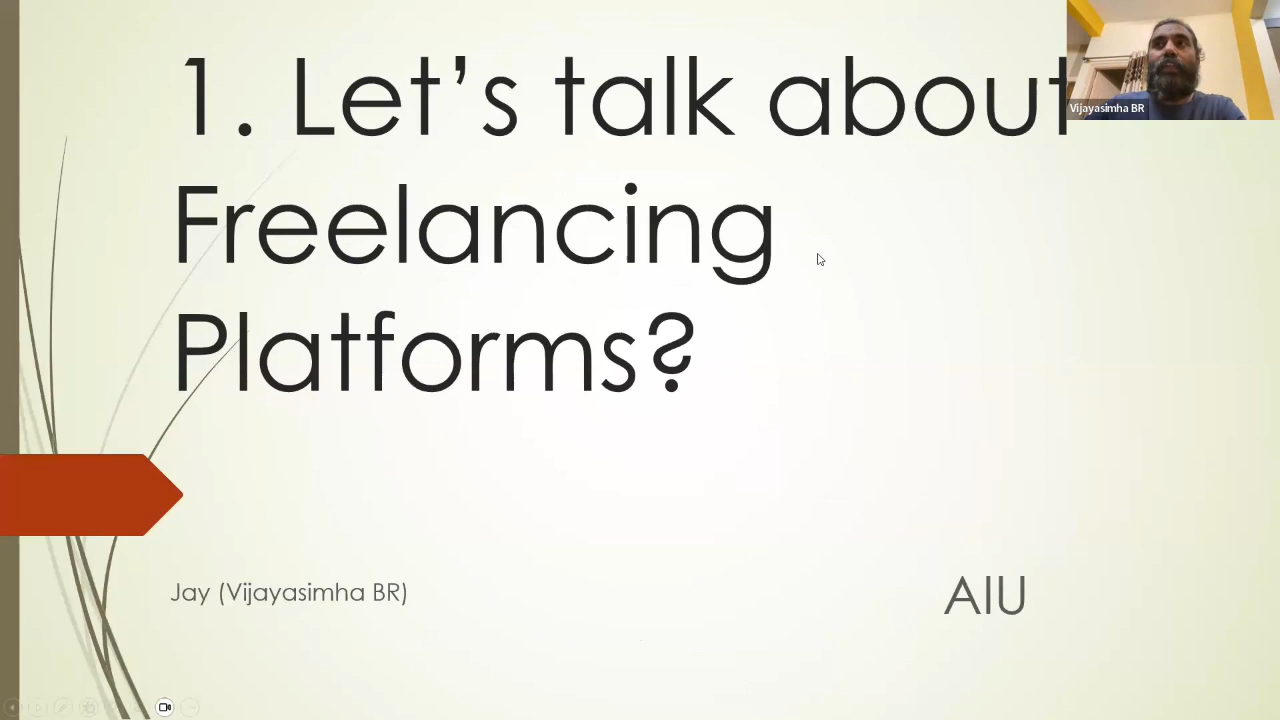 1. Let’s talk about
Freelancing
Platforms?
Vijayasimha BR
Jay (Vijayasimha BR)
AIU